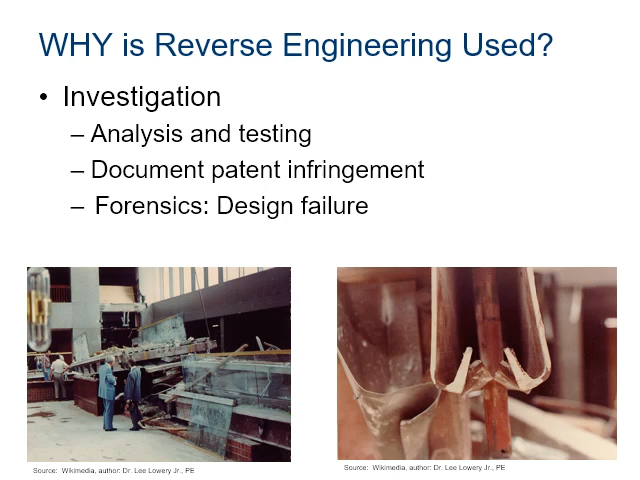 WHY is Reverse Engineering Used?
• Investigation
– Analysis and testing
– Document patent infringement
– Forensics: Design failure
Source: Wikimedia, author: Dr. Lee Lowery Jr., PE
Source: Wikimedia, author: Dr. Lee Lowery Jr., PE